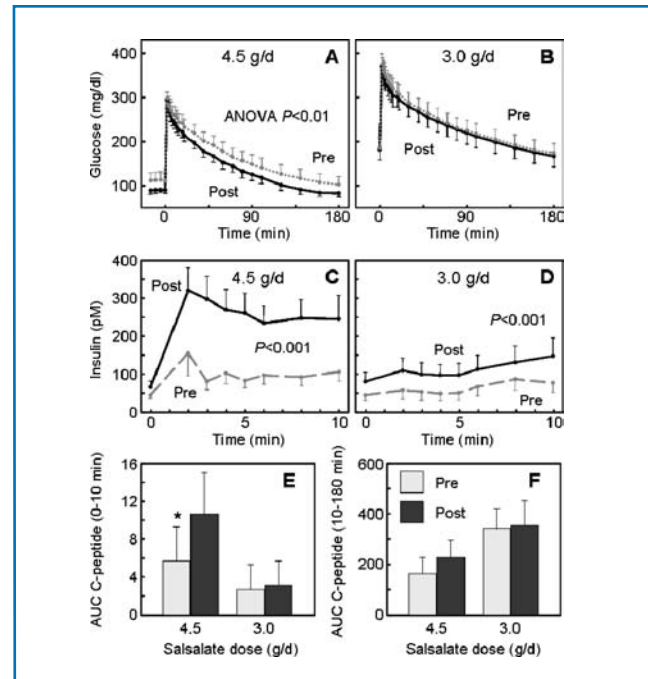 4.5 g/d A
3.0 g/d B
Glucose (mg/dl)
400
300
200
100
ANOVA P<0.01
Pre
Post
Pre
Post
0 90 180
0 90 180
Time (min)
Time (min)
4.5 g/d C
3.0 g/d D
Insulin (pM)
400
300
200
100
0
Post
P<0.001
Pre
P<0.001
Post
Pre
0 5 10
0 5 10
Time (min)
Time (min)
E
AUC C-peptide (0-10 min)
16
12
8
4
0
*
4.5 3.0
Salsalate dose (g/d)
F
AUC C-peptide (10-180 min)
600
400
200
0
Pre
Post
4.5 3.0
Salsalate dose (g/d)